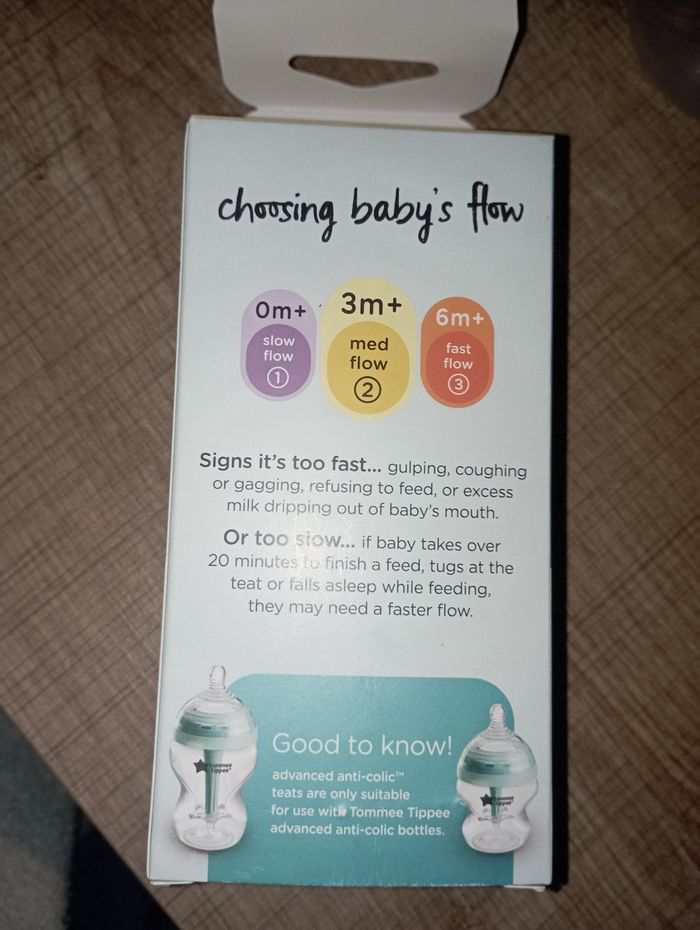 choosing baby's flow
0m+
slow
flow
1
3m+
med
flow
2
6m+
fast
flow
3
Signs it's too fast... gulping, coughing
or gagging, refusing to feed, or excess
milk dripping out of baby's mouth.
Or too slow... if baby takes over
20 minutes to finish a feed, tugs at the
teat or falls asleep while feeding,
they may need a faster flow.
Good to know!
advanced anti-colic™
teats are only suitable
for use with Tommee Tippee
advanced anti-colic bottles.
tommee
tippee
tommee
tippee